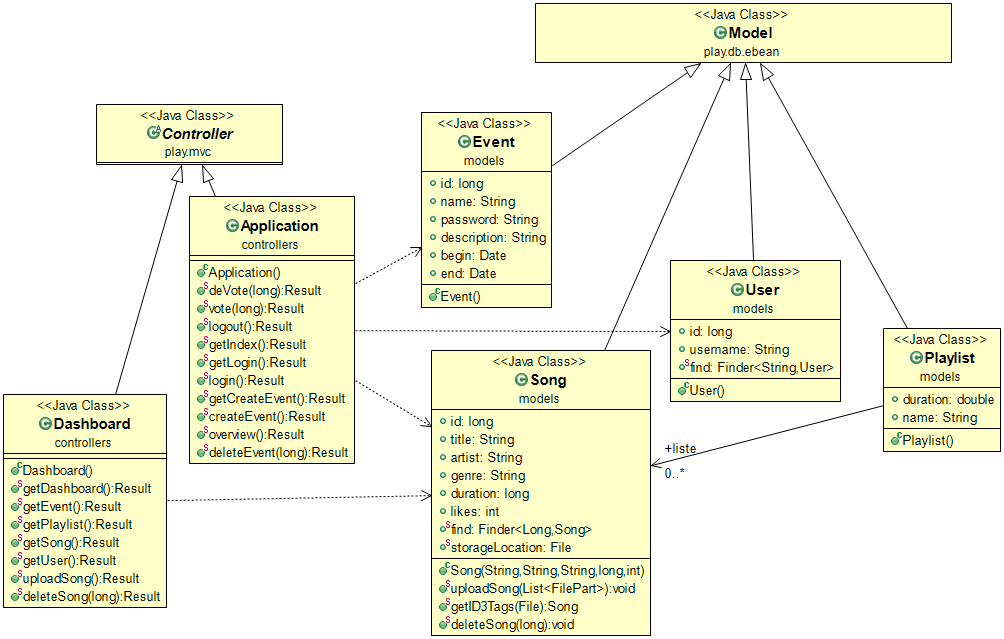 <<Java Class>>
Model
play.db.ebean
<<Java Class>>
Controller
play.mvc
<<Java Class>>
Event
models
id: long
name: String
password: String
description: String
begin: Date
end: Date
Event()
<<Java Class>>
Application
controllers
Application()
deVote(long):Result
vote(long):Result
logout():Result
getIndex():Result
getLogin():Result
login():Result
getCreateEvent():Result
createEvent():Result
overview():Result
deleteEvent(long):Result
<<Java Class>>
User
models
id: long
username: String
find: Finder<String,User>
User()
<<Java Class>>
Playlist
models
duration: double
name: String
Playlist()
<<Java Class>>
Song
models
id: long
title: String
artist: String
genre: String
duration: long
likes: int
find: Finder<Long,Song>
storageLocation: File
Song(String,String,String,long,int)
uploadSong(List<FilePart>):void
getID3Tags(File):Song
deleteSong(long):void
+liste
0..*
<<Java Class>>
Dashboard
controllers
Dashboard()
getDashboard():Result
getEvent():Result
getPlaylist():Result
getSong():Result
getUser():Result
uploadSong():Result
deleteSong(long):Result